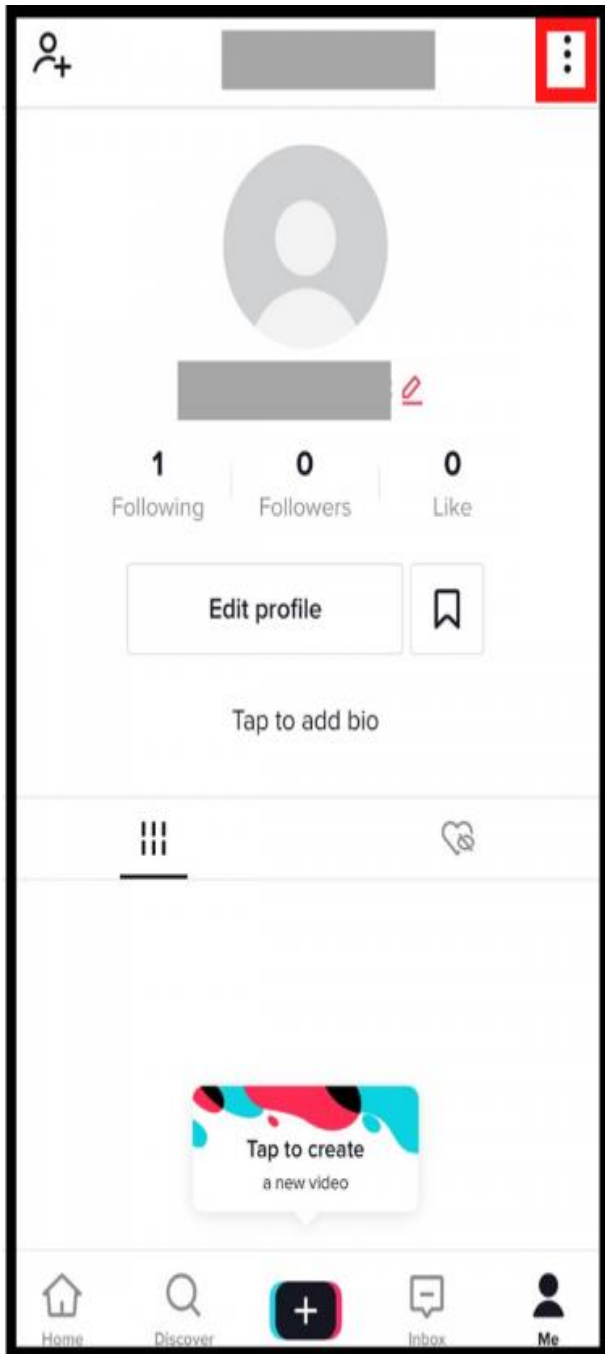 1 0 0
Following Followers Like
Edit profile
Tap to add bio
Tap to create
a new video
Home Discover Inbox Me